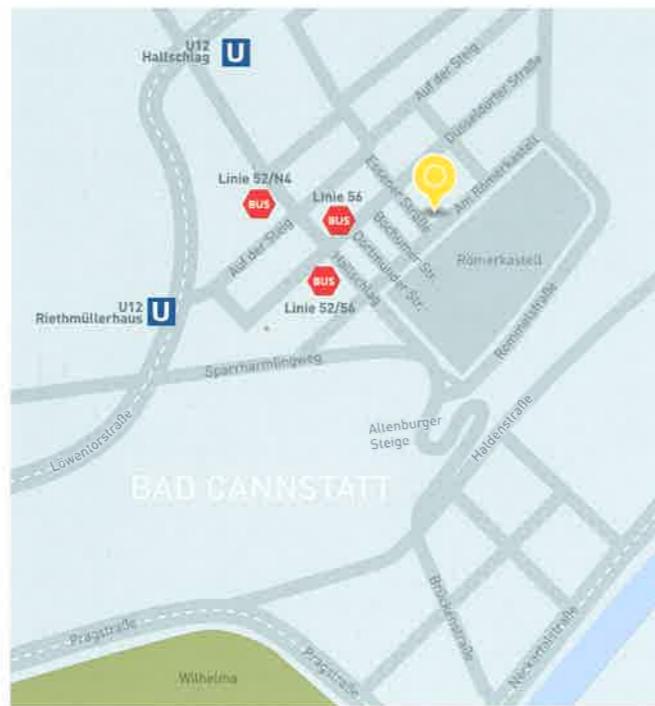 U12
Hallschlag
U
Auf der Steig
Düsseldorfer Straße
Linie 52/N4
BUS
Linie 56
BUS
Essener Straße
Am Römerkastell
Bochumer Str.
Dortmunder Str.
Auf der Steig
Hallschlag
Römerkastell
BUS
Linie 52/56
U12
Riethmüllerhaus
U
Rommelstraße
Sparrhärmlingweg
Altenburger
Steige
Haldenstraße
Löwentorstraße
BAD CANNSTATT
Brückenstraße
Neckartalstraße
Pragstraße
Pragstraße
Wilhelma